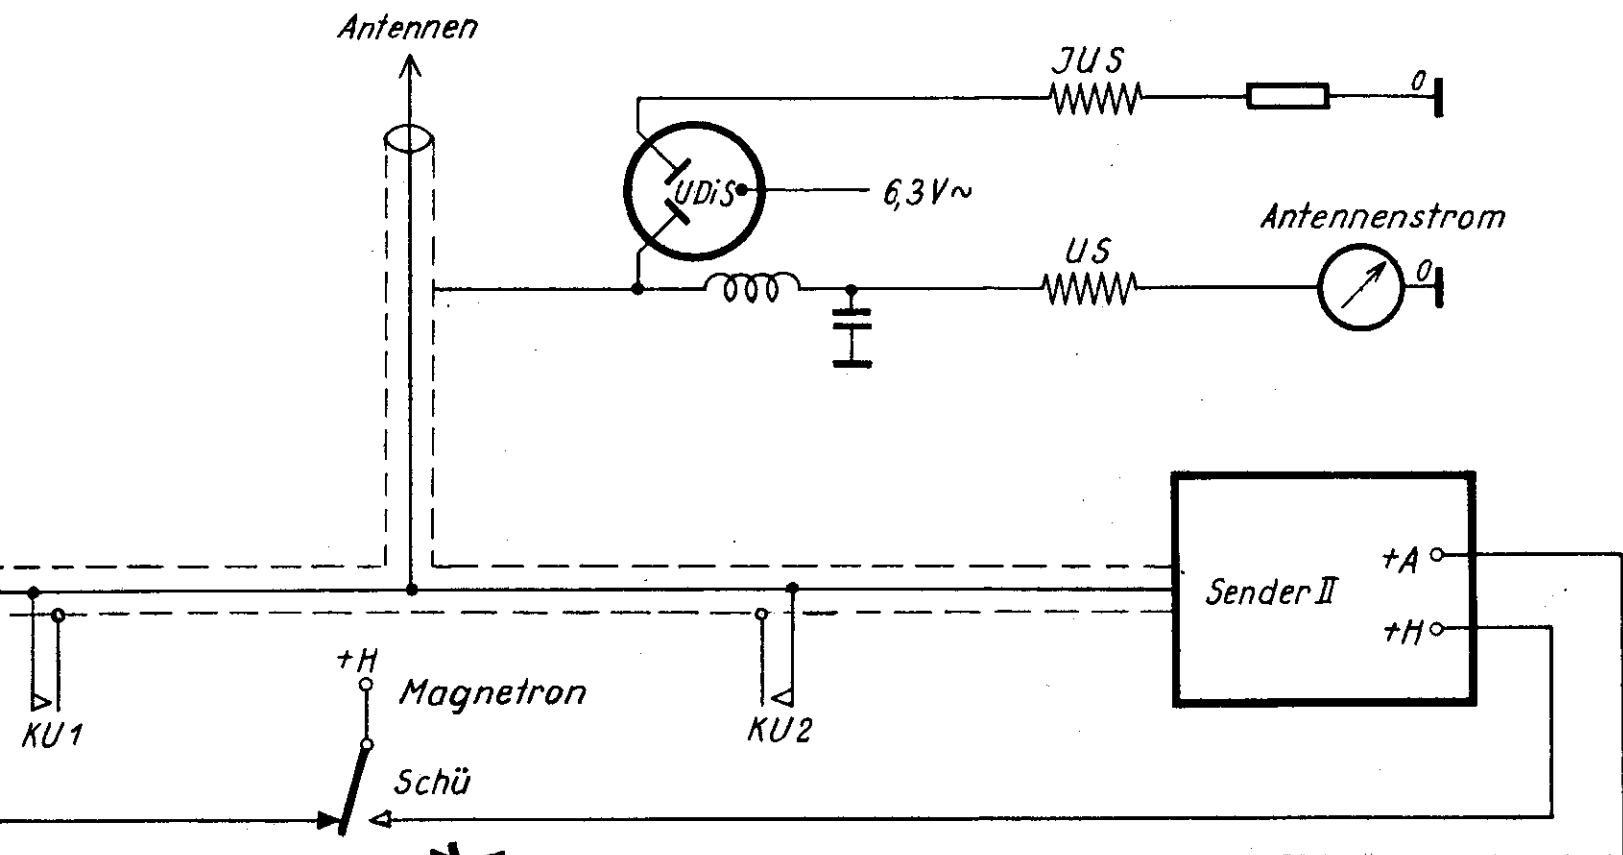 Antennen
JUS
0
UDiS
6,3V~
Antennenstrom
US
0
+A
Sender II
+H
+H
Magnetron
KU1
KU2
Schü